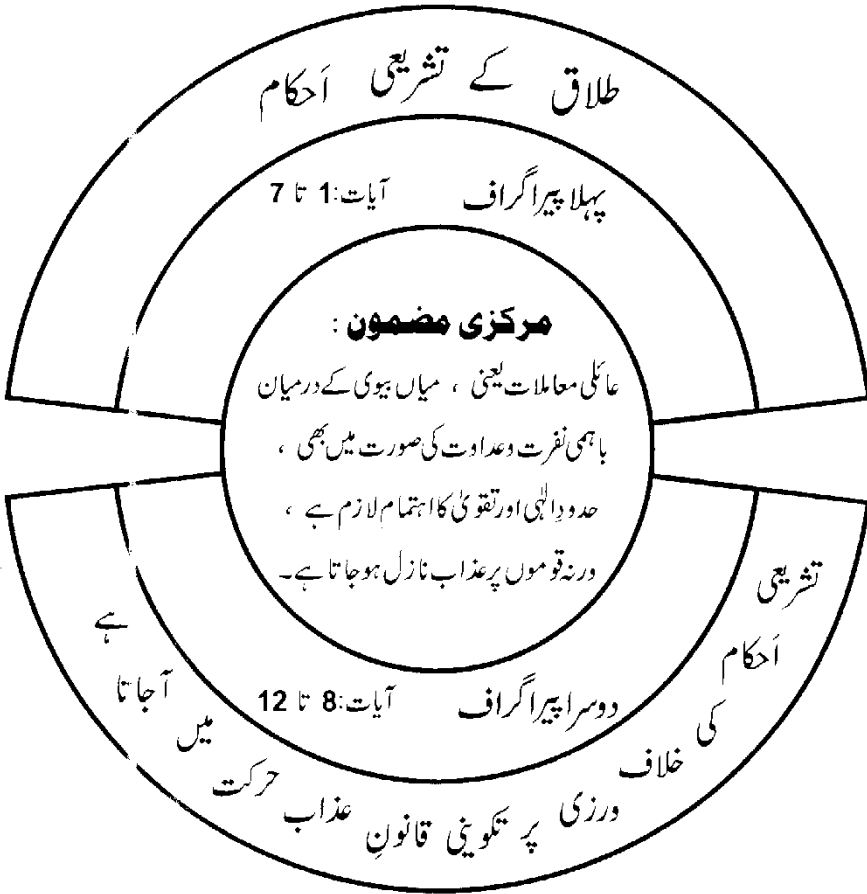 طلاق کے تشریعی اَحکام
پہلا پیراگراف آیات:1 تا 7
مرکزی مضمون :
عائلی معاملات یعنی ، میاں بیوی کے درمیان
باہمی نفرت وعداوت کی صورت میں بھی ،
حدودِ الٰہی اور تقویٰ کا اہتمام لازم ہے ،
ورنہ قوموں پر عذاب نازل ہوجاتا ہے۔
دوسرا پیراگراف آیات:8 تا 12
تشریعی اَحکام کی خلاف ورزی پر تکوینی قانونِ عذاب حرکت میں آجاتا ہے